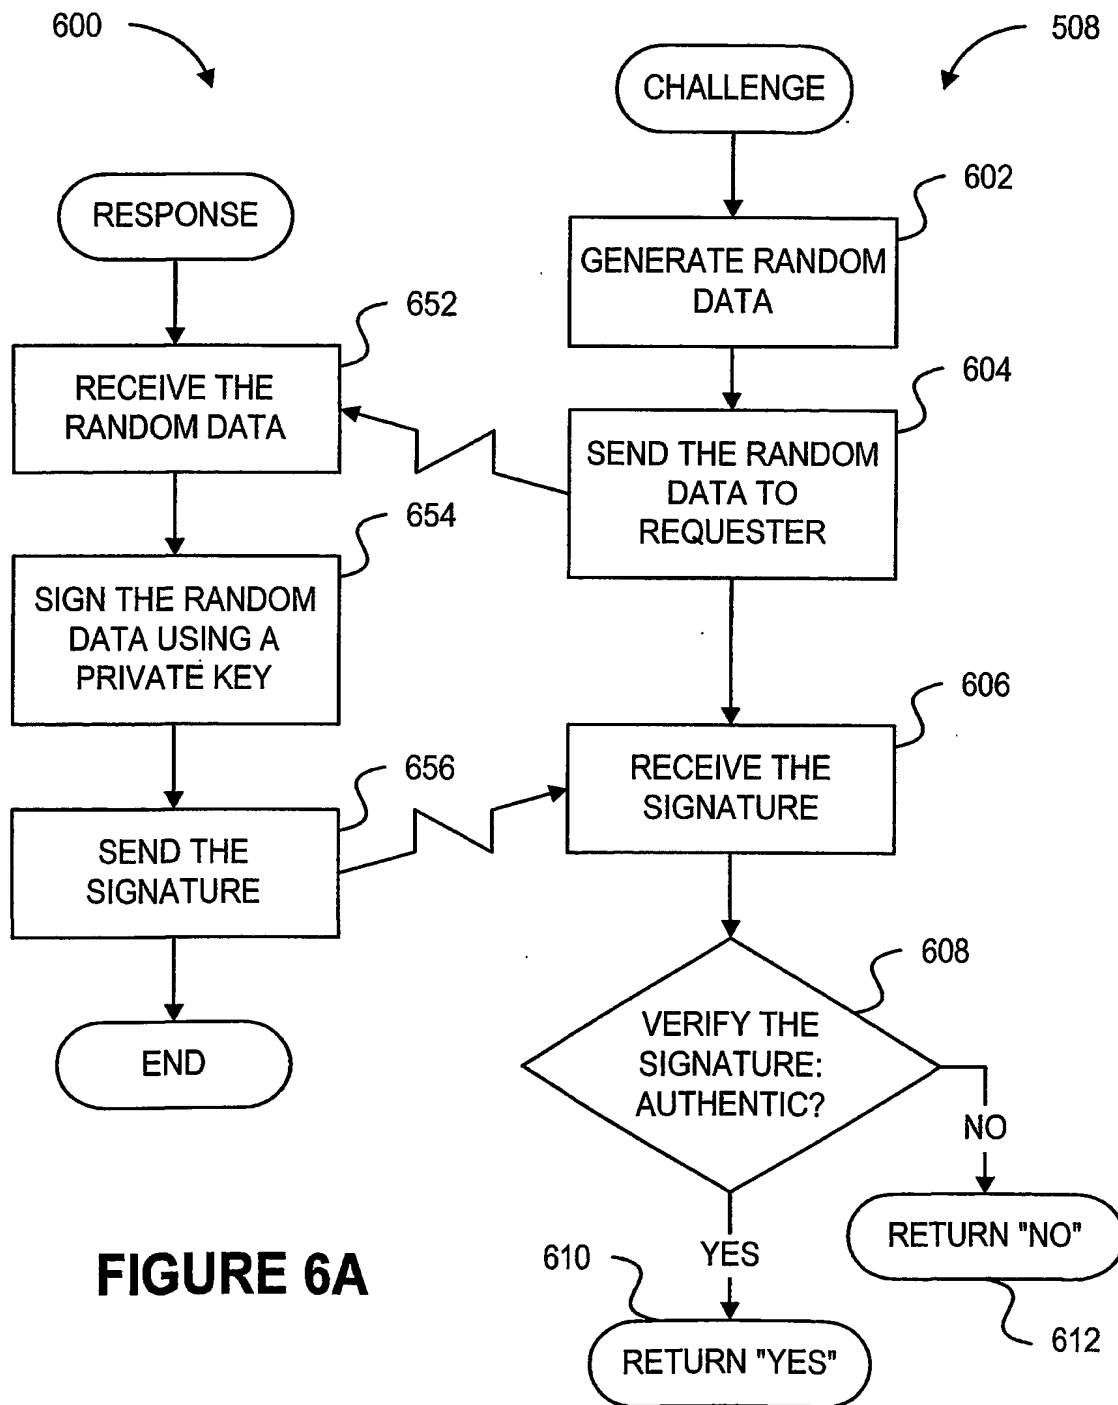 600
508
CHALLENGE
602
RESPONSE
GENERATE RANDOM
DATA
652
604
RECEIVE THE
RANDOM DATA
SEND THE RANDOM
DATA TO
REQUESTER
654
SIGN THE RANDOM
DATA USING A
PRIVATE KEY
606
656
RECEIVE THE
SIGNATURE
SEND THE
SIGNATURE
608
VERIFY THE
SIGNATURE:
AUTHENTIC?
END
NO
RETURN "NO"
YES
610
612
RETURN "YES"
FIGURE 6A